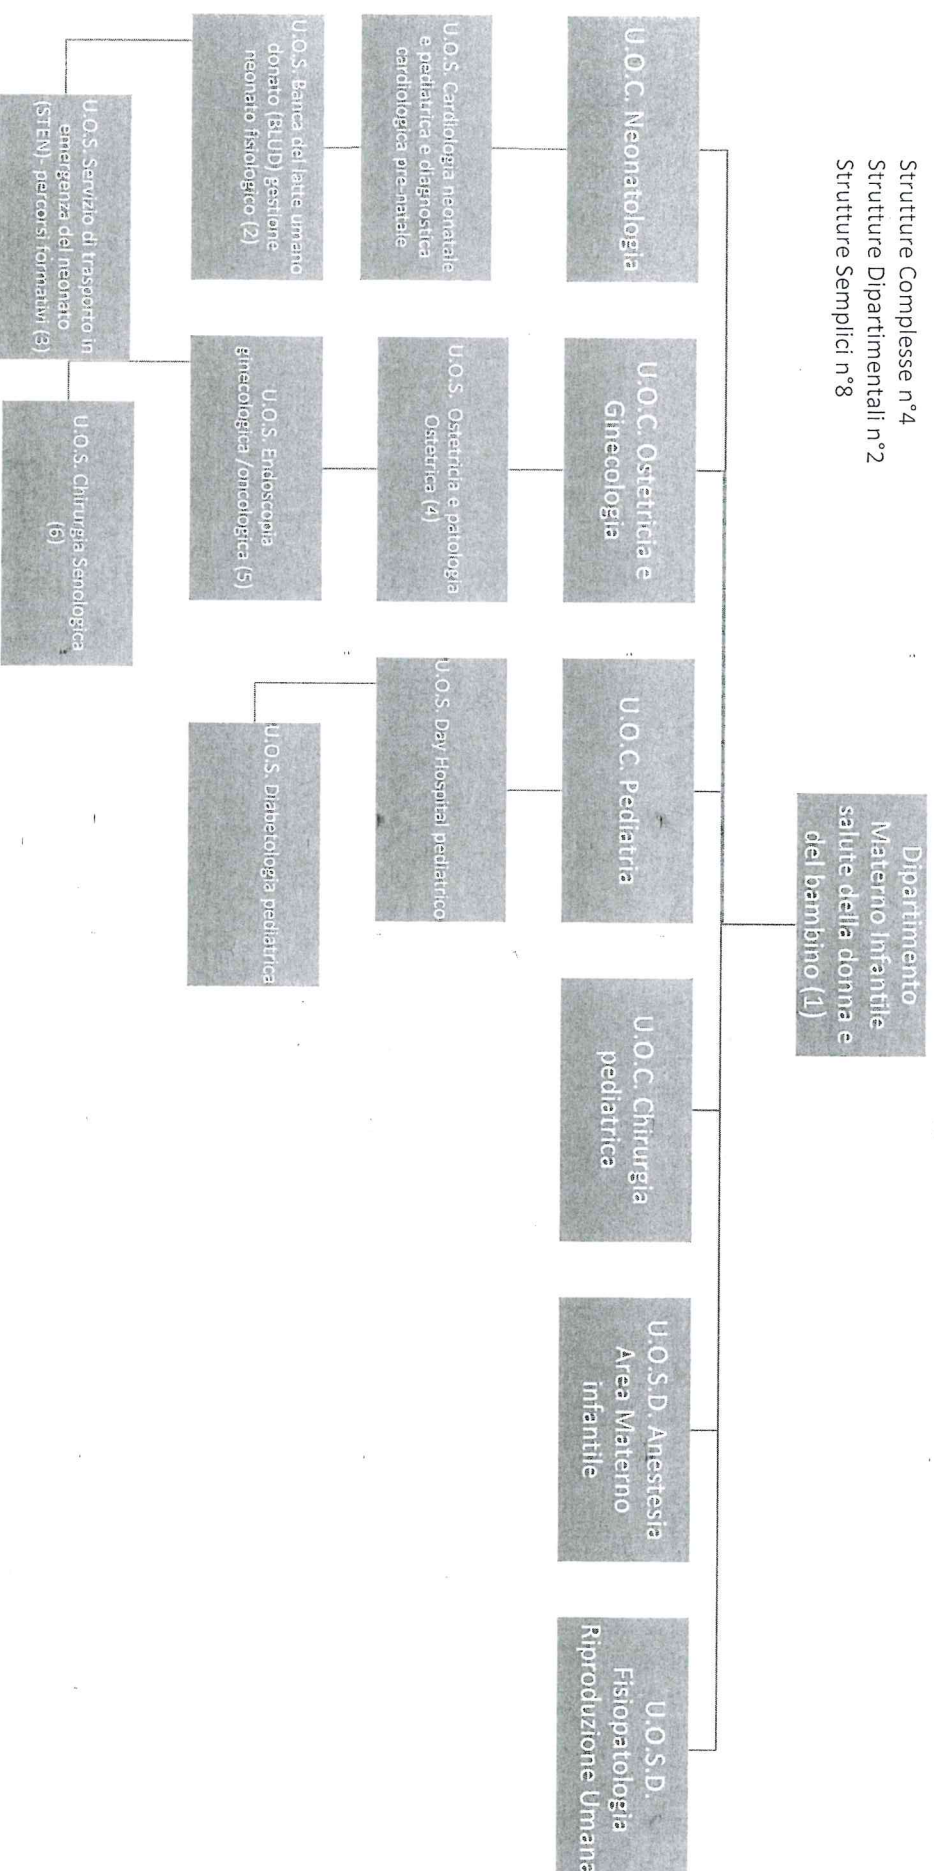 Strutture Complesse n°4
Strutture Dipartimentali n°2
Strutture Semplici n°8
Dipartimento
Materno Infantile
salute della donna e
del bambino (1)
U.O.C. Neonatologia
U.O.C. Ostetricia e
Ginecologia
U.O.C. Pediatria
U.O.C. Chirurgia
pediatrica
U.O.S.D. Anestesia
Area Materno
infantile
U.O.S.D.
Fisiopatologia
Riproduzione Umana
U.O.S. Cardiologia neonatale
e pediatrica e diagnostica
cardiologica pre-natale
U.O.S. Ostetricia e patologia
Ostetrica (4)
U.O.S. Day Hospital pediatrico
U.O.S. Banca del latte umano
donato (BLUD) gestione
neonato fisiologico (2)
U.O.S. Endoscopia
ginecologica /oncologica (5)
U.O.S. Diabetologia pediatrica
U.O.S. Servizio di trasporto in
emergenza del neonato
(STEN)- percorsi formativi (3)
U.O.S. Chirurgia Senologica
(6)